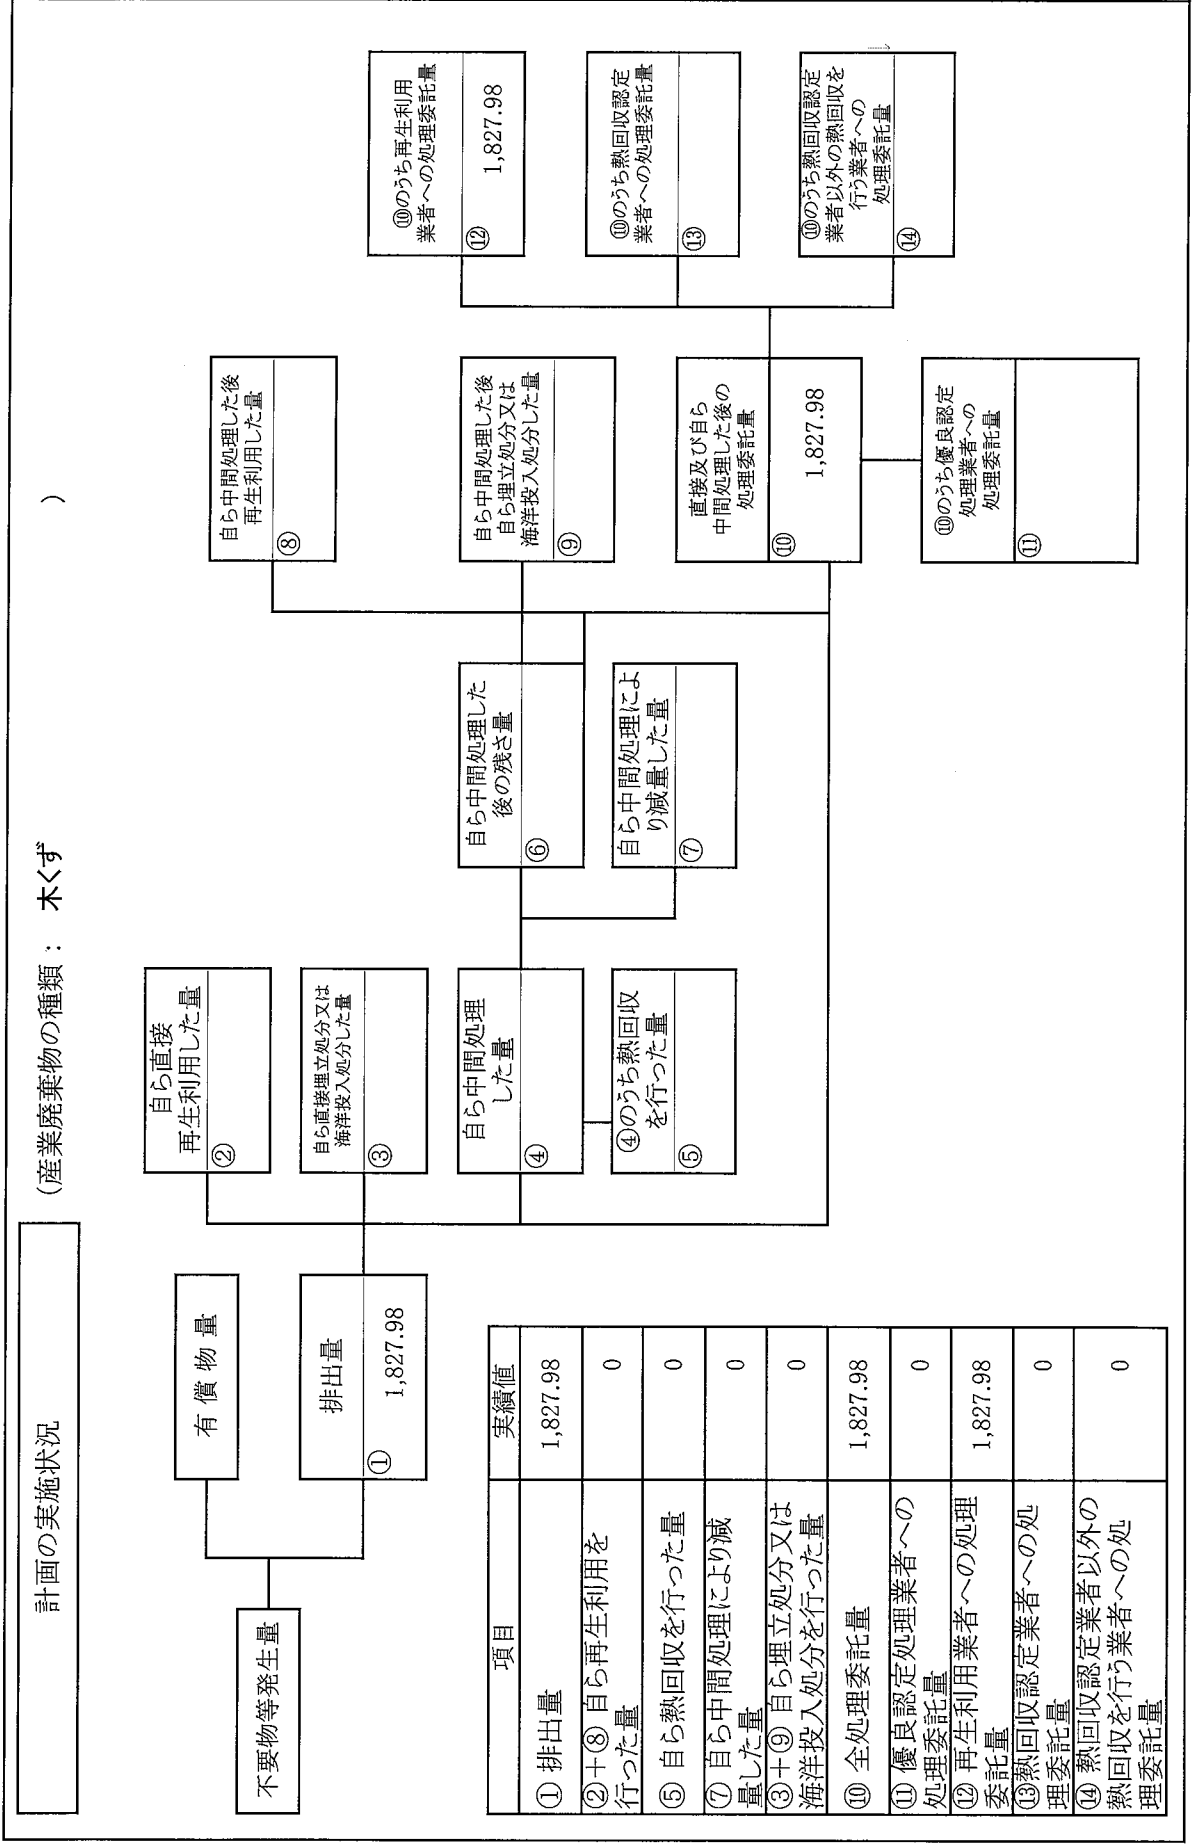 計画の実施状況
(産業廃棄物の種類： 木くず )
不要物等発生量
有 償 物 量
排出量
① 1,827.98
自ら直接
再生利用した量
②
自ら直接埋立処分又は
海洋投入処分した量
③
自ら中間処理
した量
④
④のうち熱回収
を行った量
⑤
自ら中間処理した
後の残さ量
⑥
自ら中間処理によ
り減量した量
⑦
自ら中間処理した後
再生利用した量
⑧
自ら中間処理した後
自ら埋立処分又は
海洋投入処分した量
⑨
直接及び自ら
中間処理した後の
処理委託量
⑩ 1,827.98
⑩のうち優良認定
処理業者への
処理委託量
⑪
⑩のうち再生利用
業者への処理委託量
⑫ 1,827.98
⑩のうち熱回収認定
業者への処理委託量
⑬
⑩のうち熱回収認定
業者以外の熱回収を
行う業者への
処理委託量
⑭
項目 実績値
① 排出量 1,827.98
②＋⑧ 自ら再生利用を
行った量 0
⑤ 自ら熱回収を行った量 0
⑦ 自ら中間処理により減
量した量 0
③＋⑨ 自ら埋立処分又は
海洋投入処分を行った量 0
⑩ 全処理委託量 1,827.98
⑪ 優良認定処理業者への
処理委託量 0
⑫ 再生利用業者への処理
委託量 1,827.98
⑬熱回収認定業者への処
理委託量 0
⑭ 熱回収認定業者以外の
熱回収を行う業者への処
理委託量 0